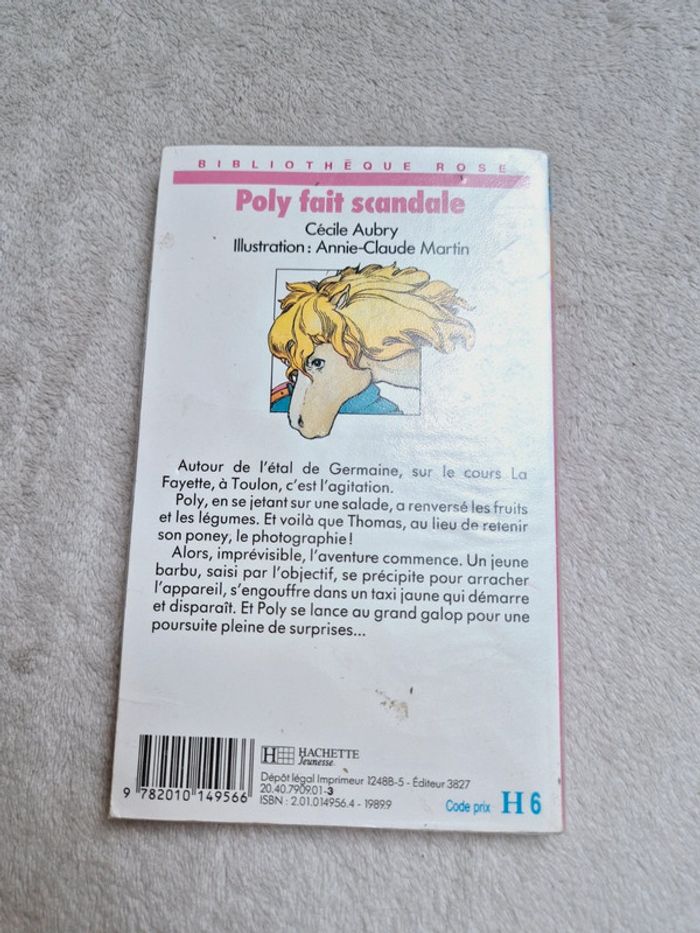 BIBLIOTHÈQUE ROSE
Poly fait scandale
Cécile Aubry
Illustration : Annie-Claude Martin
Autour de l'étal de Germaine, sur le cours La
Fayette, à Toulon, c'est l'agitation.
Poly, en se jetant sur une salade, a renversé les fruits
et les légumes. Et voilà que Thomas, au lieu de retenir
son poney, le photographie !
Alors, imprévisible, l'aventure commence. Un jeune
barbu, saisi par l'objectif, se précipite pour arracher
l'appareil, s'engouffre dans un taxi jaune qui démarre
et disparaît. Et Poly se lance au grand galop pour une
poursuite pleine de surprises...
H HACHETTE
Jeunesse
Dépôt légal Imprimeur 1248B-5 - Éditeur 3827
20.40.7909.01-3
ISBN : 2.01.014956.4 - 1989.9
9 782010 149566
Code prix H 6